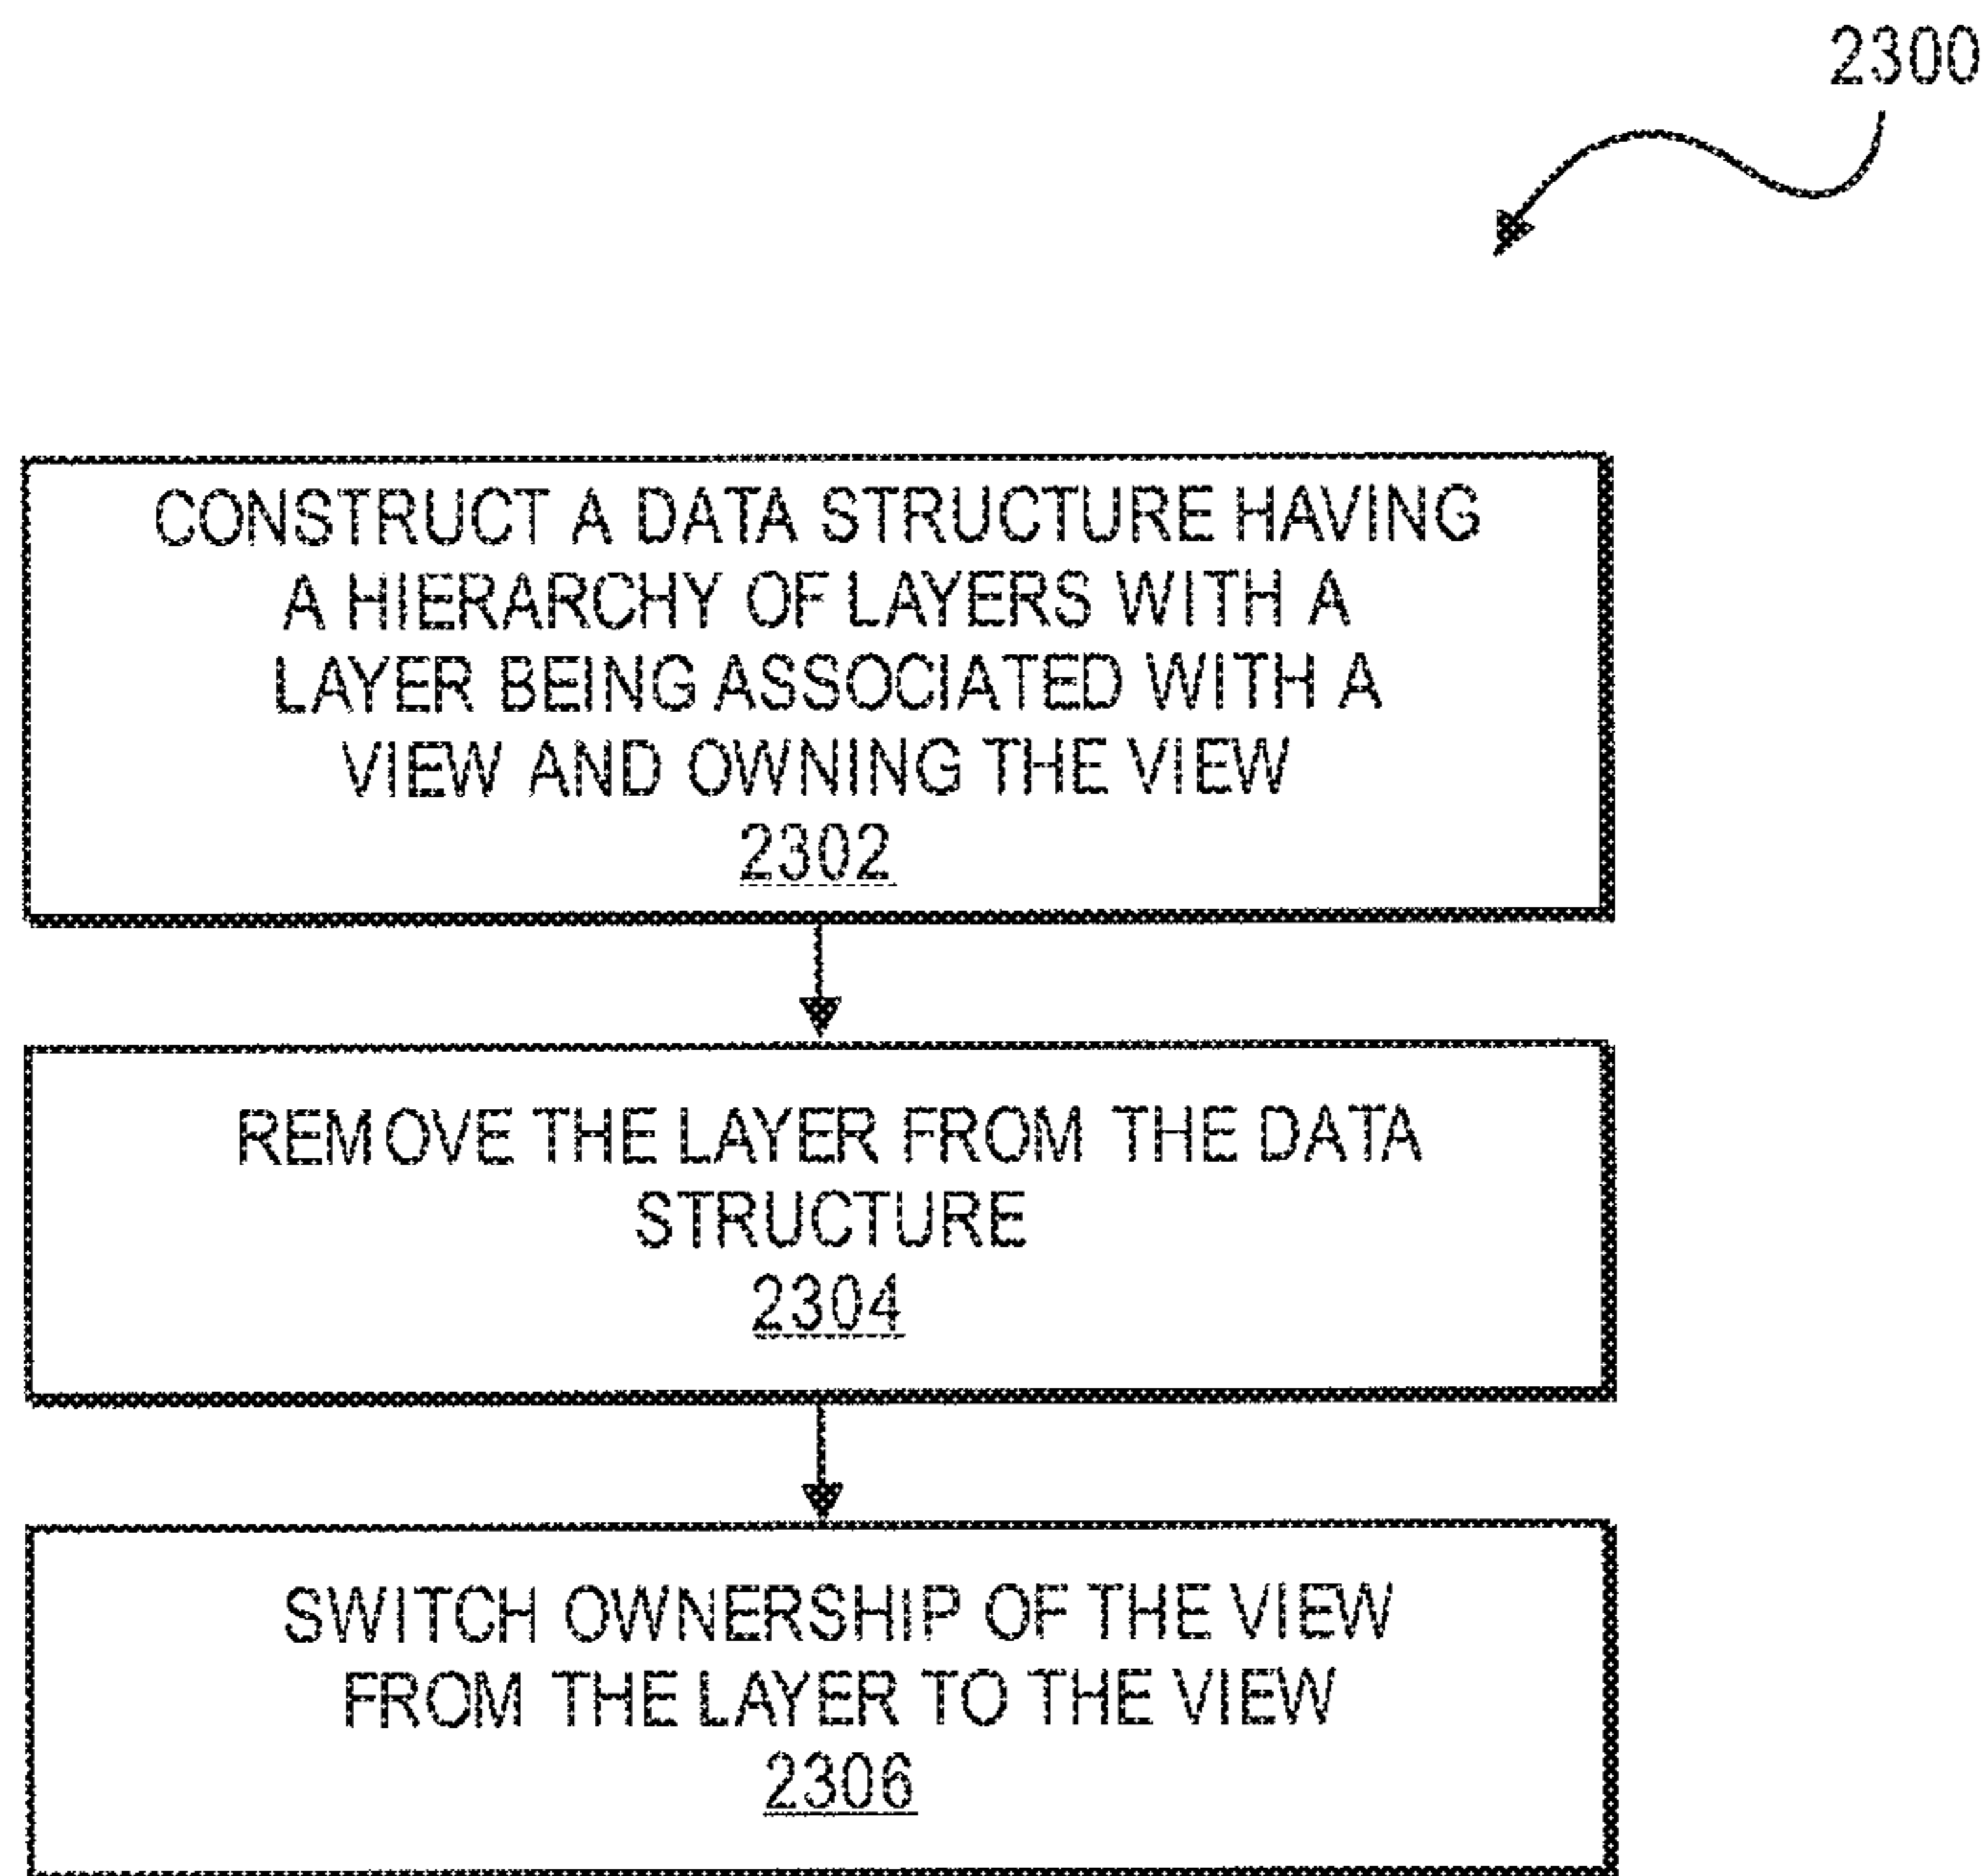 2300
CONSTRUCT A DATA STRUCTURE HAVING
A HIERARCHY OF LAYERS WITH A
LAYER BEING ASSOCIATED WITH A
VIEW AND OWNING THE VIEW
2302
REMOVE THE LAYER FROM THE DATA
STRUCTURE
2304
SWITCH OWNERSHIP OF THE VIEW
FROM THE LAYER TO THE VIEW
2306